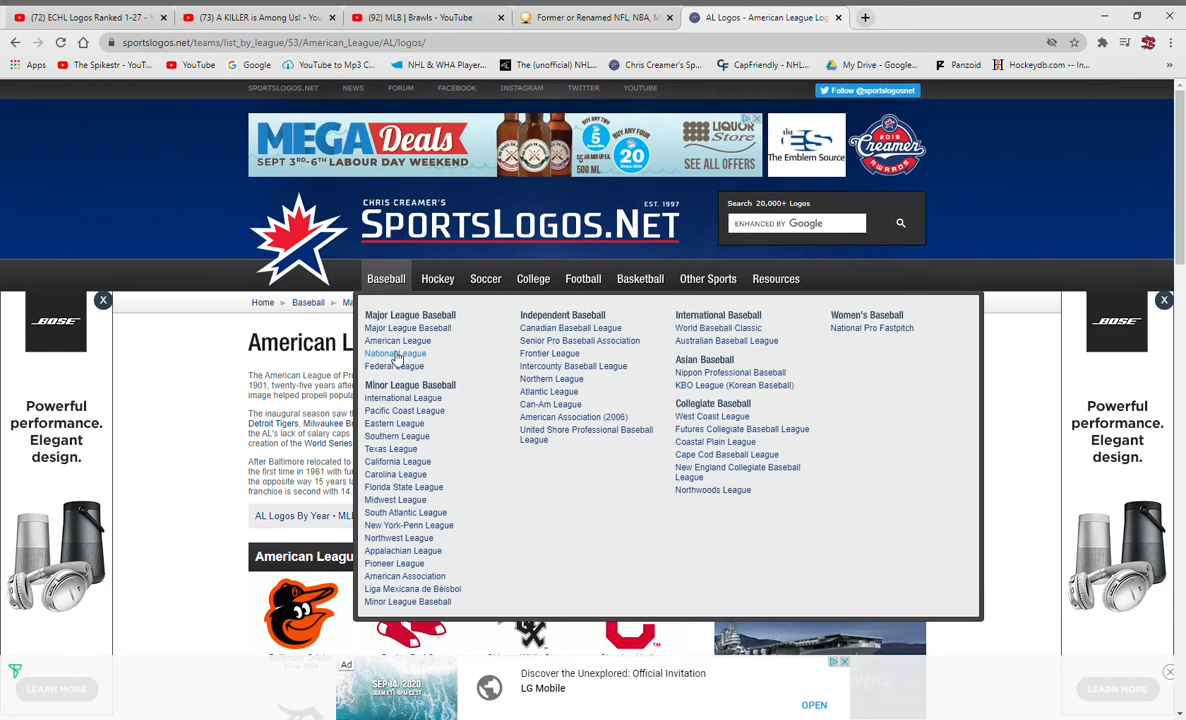 (72) ECHL Logos Ranked 1-27 - Y
(73) A KILLER is Among Us! - You
(92) MLB | Brawls - YouTube
Former or Renamed NFL, NBA, M
AL Logos - American League Log
sportslogos.net/teams/list_by_league/53/American_League/AL/logos/
Apps
The Spikestr - YouT...
YouTube
Google
YouTube to Mp3 C...
NHL & WHA Player...
The (unofficial) NHL...
Chris Creamer's Sp...
CapFriendly - NHL...
My Drive - Google...
Panzoid
Hockeydb.com -- In...
SPORTSLOGOS.NET NEWS FORUM FACEBOOK INSTAGRAM TWITTER YOUTUBE
Follow @sportslogosnet
MEGA Deals
SEPT 3RD-6TH LABOUR DAY WEEKEND
BUY ANY TWO
5
BUY ANY FOUR
20
500 ML
LIQUOR
Store
SEE ALL OFFERS
The
ES
The Emblem Source
2019
Creamer
AWARDS
CHRIS CREAMER'S
EST. 1997
SPORTSLOGOS.NET
Search 20,000+ Logos
ENHANCED BY Google
Baseball Hockey Soccer College Football Basketball Other Sports Resources
Home ► Baseball ► Ma
BOSE
X
Powerful
performance.
Elegant
design.
LEARN MORE
American L
The American League of Pr
1901, twenty-five years afte
image helped propell popula
The inaugural season saw t
Detroit Tigers, Milwaukee B
the AL's lack of salary caps
creation of the World Series
After Baltimore relocated to
the first time in 1961 with fu
the opposite way 15 years l
franchise is second with 14.
AL Logos By Year • ML
American Leagu
Baltimore Orioles
Major League Baseball
Major League Baseball
American League
National League
Federal League
Minor League Baseball
International League
Pacific Coast League
Eastern League
Southern League
Texas League
California League
Carolina League
Florida State League
Midwest League
South Atlantic League
New York-Penn League
Northwest League
Appalachian League
Pioneer League
American Association
Liga Mexicana de Béisbol
Minor League Baseball
Independent Baseball
Canadian Baseball League
Senior Pro Baseball Association
Frontier League
Intercounty Baseball League
Northern League
Atlantic League
Can-Am League
American Association (2006)
United Shore Professional Baseball
League
International Baseball
World Baseball Classic
Australian Baseball League
Asian Baseball
Nippon Professional Baseball
KBO League (Korean Baseball)
Collegiate Baseball
West Coast League
Futures Collegiate Baseball League
Coastal Plain League
Cape Cod Baseball League
New England Collegiate Baseball
League
Northwoods League
Women's Baseball
National Pro Fastpitch
X
BOSE
Powerful
performance.
Elegant
design.
LEARN MORE
Ad
SEP 14, 2020
Discover the Unexplored: Official Invitation
LG Mobile
OPEN